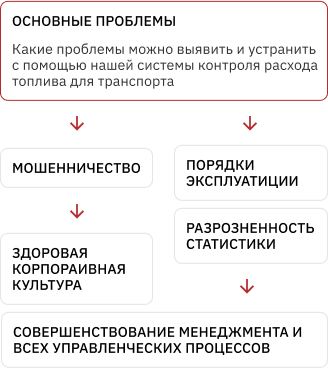 ОСНОВНЫЕ ПРОБЛЕМЫ
Какие проблемы можно выявить и устранить
с помощью нашей системы контроля расхода
топлива для транспорта
МОШЕННИЧЕСТВО
ПОРЯДКИ
ЭКСПЛУАТИЦИИ
РАЗРОЗНЕННОСТЬ
СТАТИСТИКИ
ЗДОРОВАЯ
КОРПОРАИВНАЯ
КУЛЬТУРА
СОВЕРШЕНСТВОВАНИЕ МЕНЕДЖМЕНТА И
ВСЕХ УПРАВЛЕНЧЕСКИХ ПРОЦЕССОВ